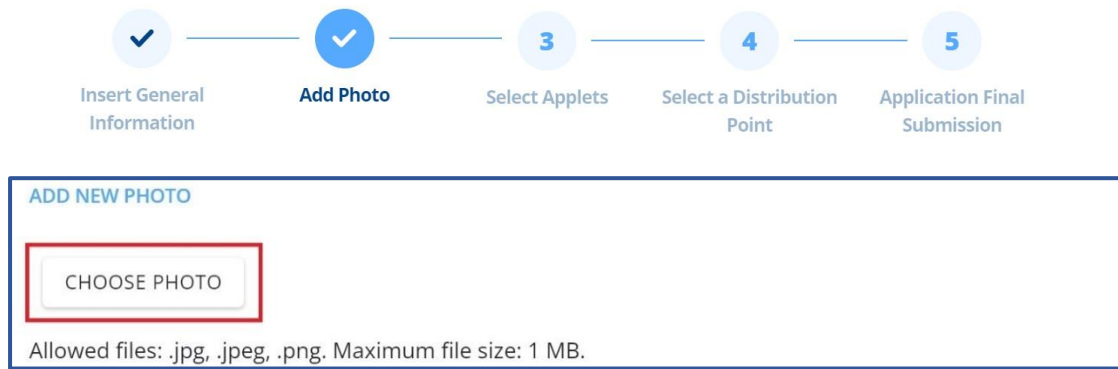 3 4 5
Insert General Add Photo Select Applets Select a Distribution Application Final
Information Point Submission
ADD NEW PHOTO
CHOOSE PHOTO
Allowed files: .jpg, .jpeg, .png. Maximum file size: 1 MB.